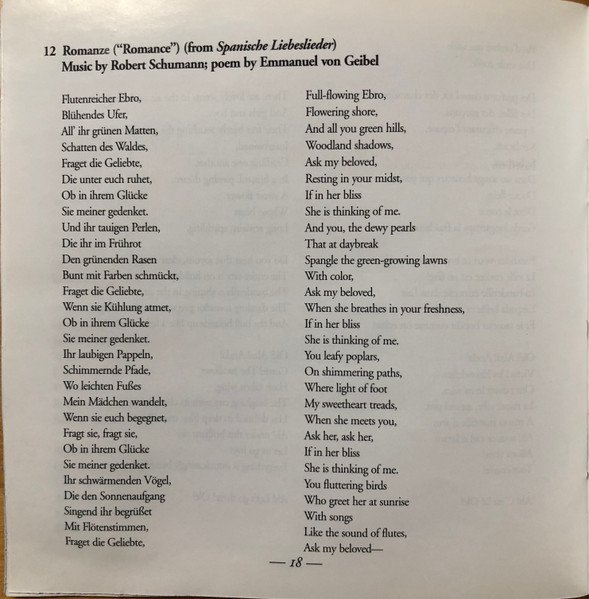 12 Romanze (“Romance”) (from Spanische Liebeslieder)
Music by Robert Schumann; poem by Emmanuel von Geibel
Flutenreicher Ebro,
Blühendes Ufer,
All’ ihr grünen Matten,
Schatten des Waldes,
Fraget die Geliebte,
Die unter euch ruhet,
Ob in ihrem Glücke
Sie meiner gedenket.
Und ihr tauigen Perlen,
Die ihr im Frührot
Den grünenden Rasen
Bunt mit Farben schmückt,
Fraget die Geliebte,
Wenn sie Kühlung atmet,
Ob in ihrem Glücke
Sie meiner gedenket.
Ihr laubigen Pappeln,
Schimmernde Pfade,
Wo leichten Fußes
Mein Mädchen wandelt,
Wenn sie euch begegnet,
Fragt sie, fragt sie,
Ob in ihrem Glücke
Sie meiner gedenket.
Ihr schwärmenden Vögel,
Die den Sonnenaufgang
Singend ihr begrüßet
Mit Flötenstimmen,
Fraget die Geliebte,
Full-flowing Ebro,
Flowering shore,
And all you green hills,
Woodland shadows,
Ask my beloved,
Resting in your midst,
If in her bliss
She is thinking of me.
And you, the dewy pearls
That at daybreak
Spangle the green-growing lawns
With color,
Ask my beloved,
When she breathes in your freshness,
If in her bliss
She is thinking of me.
You leafy poplars,
On shimmering paths,
Where light of foot
My sweetheart treads,
When she meets you,
Ask her, ask her,
If in her bliss
She is thinking of me.
You fluttering birds
Who greet her at sunrise
With songs
Like the sound of flutes,
Ask my beloved—
— 18 —